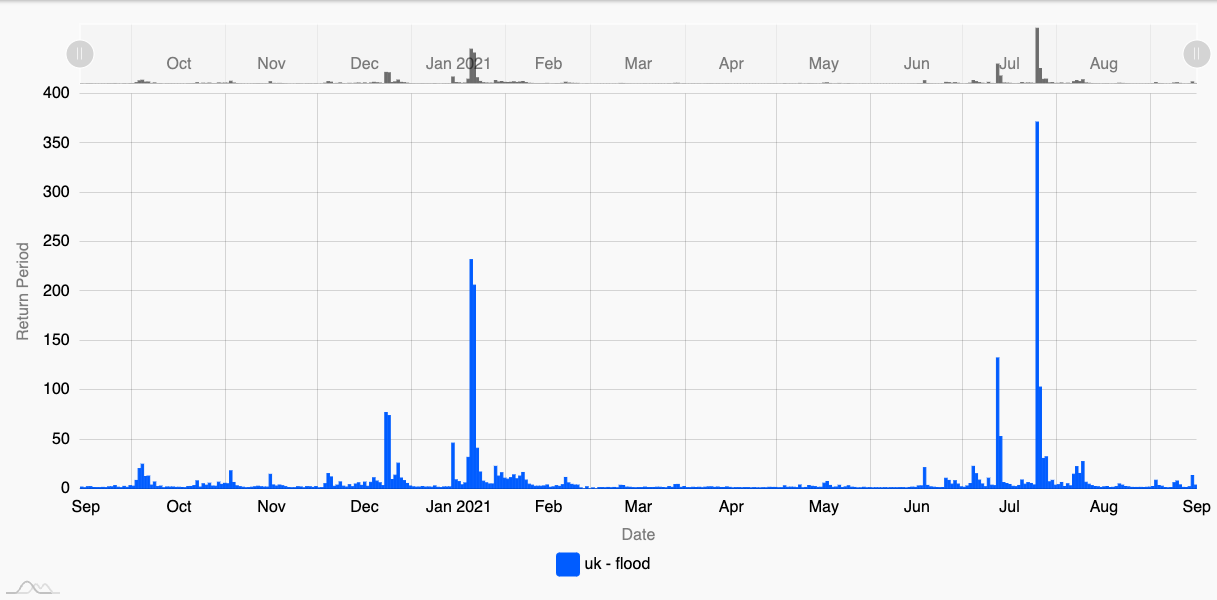 Oct Nov Dec Jan 2021 Feb Mar Apr May Jun Jul Aug
400
350
300
250
200
150
100
50
0
Return Period
Sep Oct Nov Dec Jan 2021 Feb Mar Apr May Jun Jul Aug Sep
Date
uk - flood